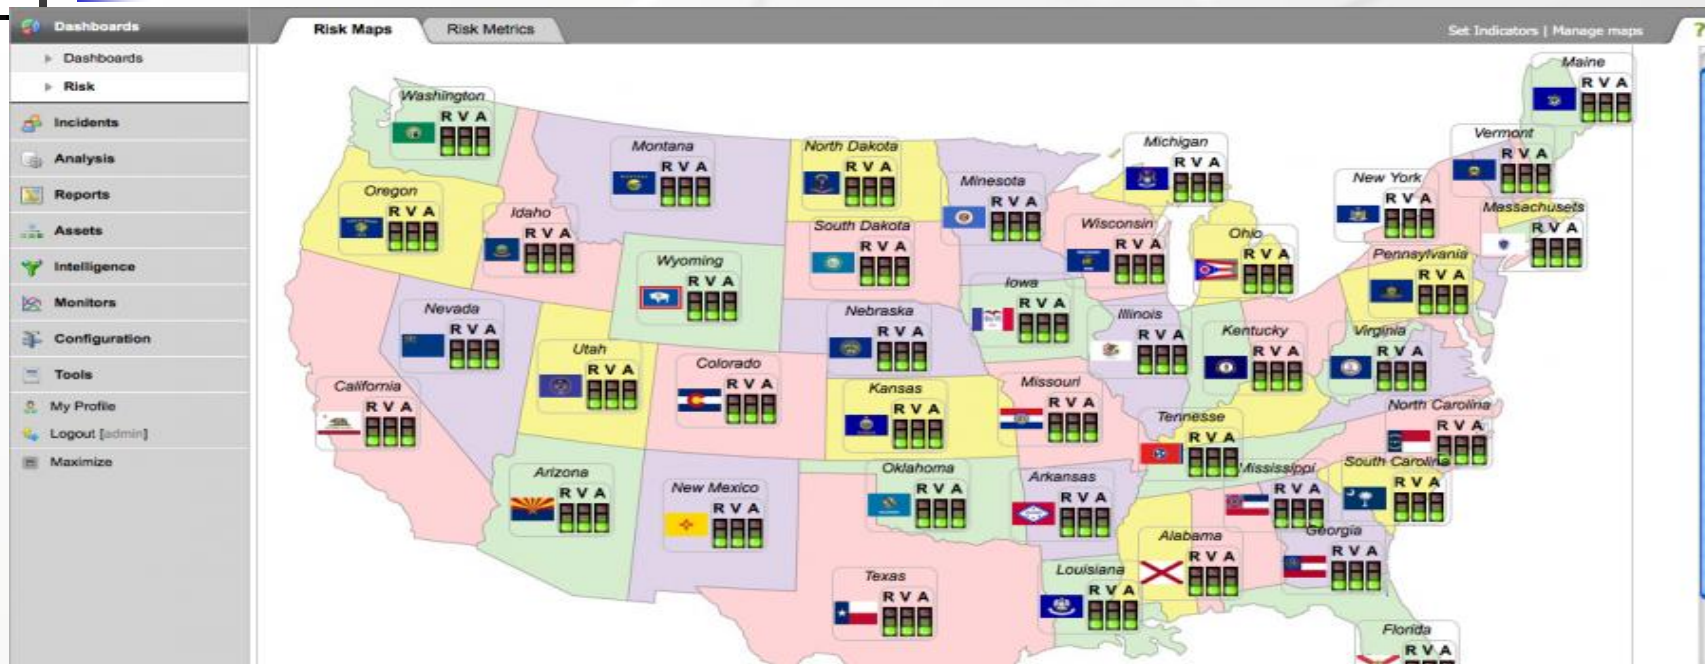 Dashboards
Dashboards
Risk
Incidents
Analysis
Reports
Assets
Intelligence
Monitors
Configuration
Tools
My Profile
Logout [admin]
Maximize
Risk Maps
Risk Metrics
Set Indicators | Manage maps
?
Maine
R V A
Washington
R V A
Vermont
R V A
Michigan
R V A
Montana
R V A
North Dakota
R V A
New York
R V A
Minesota
R V A
Oregon
R V A
Massachusets
R V A
Idaho
R V A
South Dakota
R V A
Wisconsin
R V A
Ohio
R V A
Pennsylvania
R V A
Wyoming
R V A
Iowa
R V A
Nevada
R V A
Nebraska
R V A
Illinois
R V A
Kentucky
R V A
Virginia
R V A
Utah
R V A
Colorado
R V A
California
R V A
Kansas
R V A
Missouri
R V A
North Carolina
R V A
Tennesse
R V A
Arizona
R V A
New Mexico
R V A
Oklahoma
R V A
Arkansas
R V A
Mississippi
R V A
South Carolina
R V A
Alabama
R V A
Georgia
R V A
Texas
R V A
Louisiana
R V A
Florida
R V A